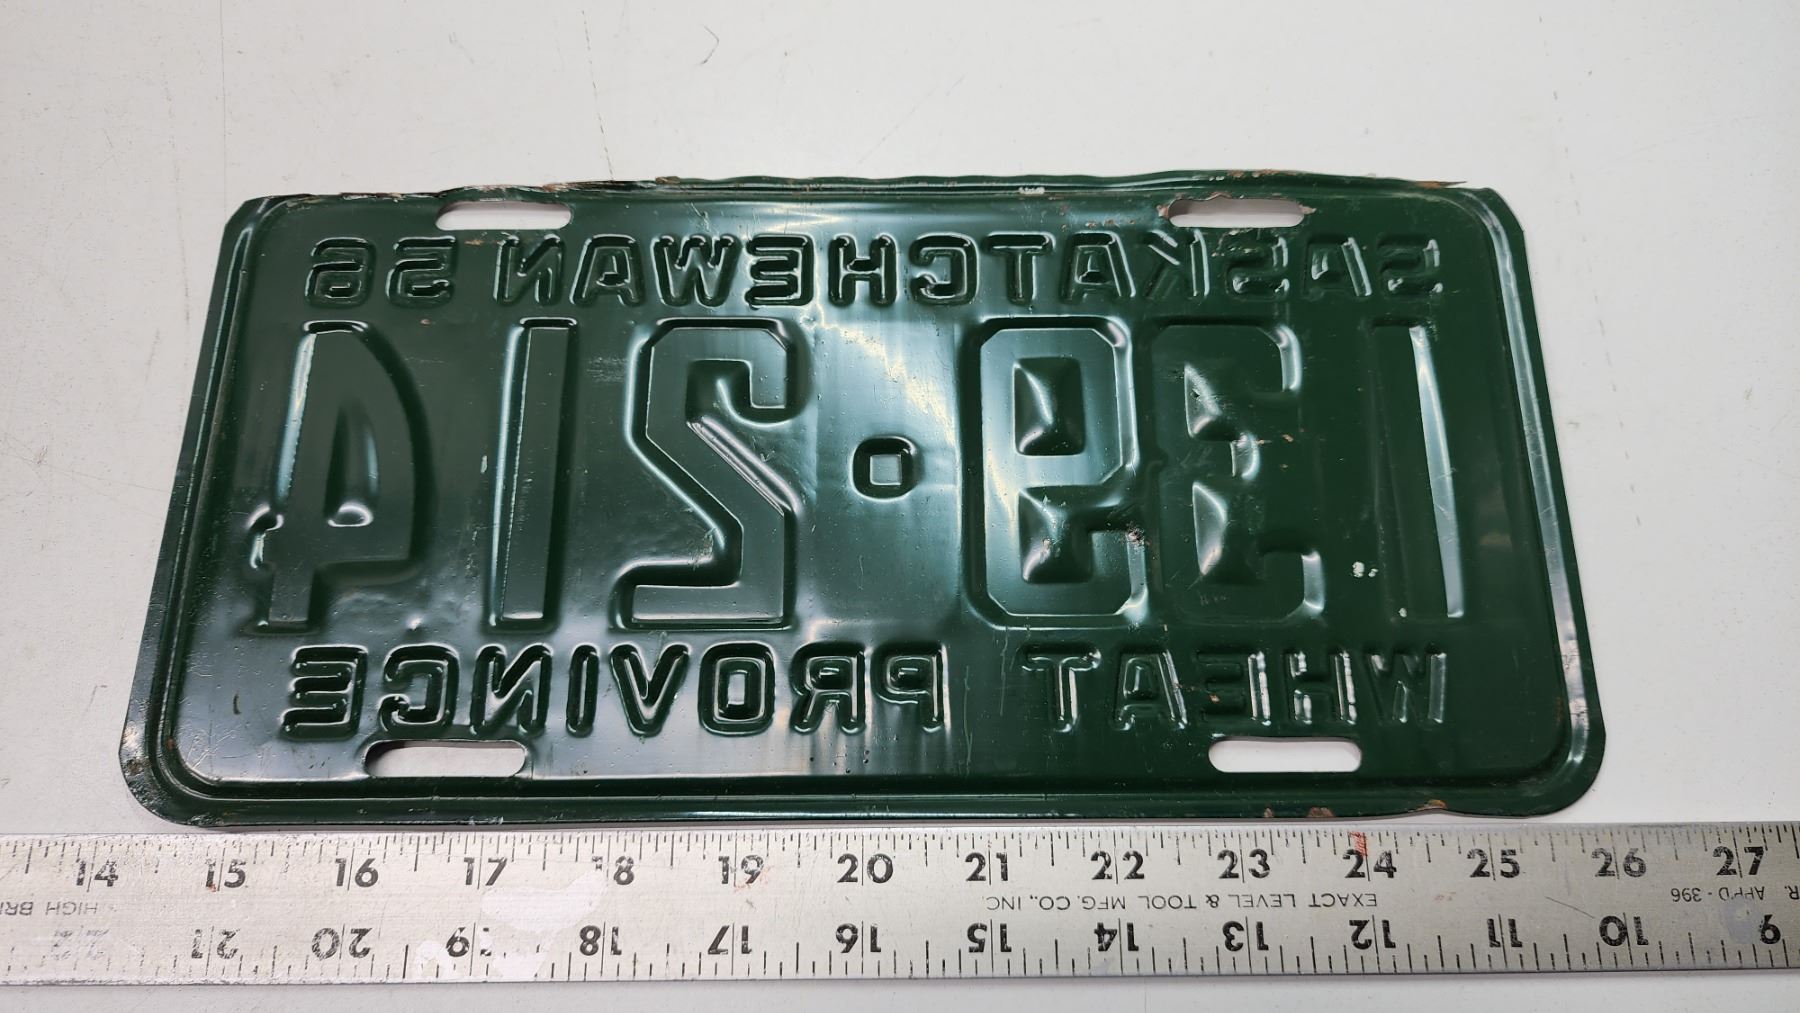 SASKATCHEWAN 56
139·214
WHEAT PROVINCE
14 15 16 17 18 19 20 21 22 23 24 25 26 27
EXACT LEVEL & TOOL MFG. CO., INC.
HIGH
22 21 20 19 18 17 16 15 14 13 12 11 10 9